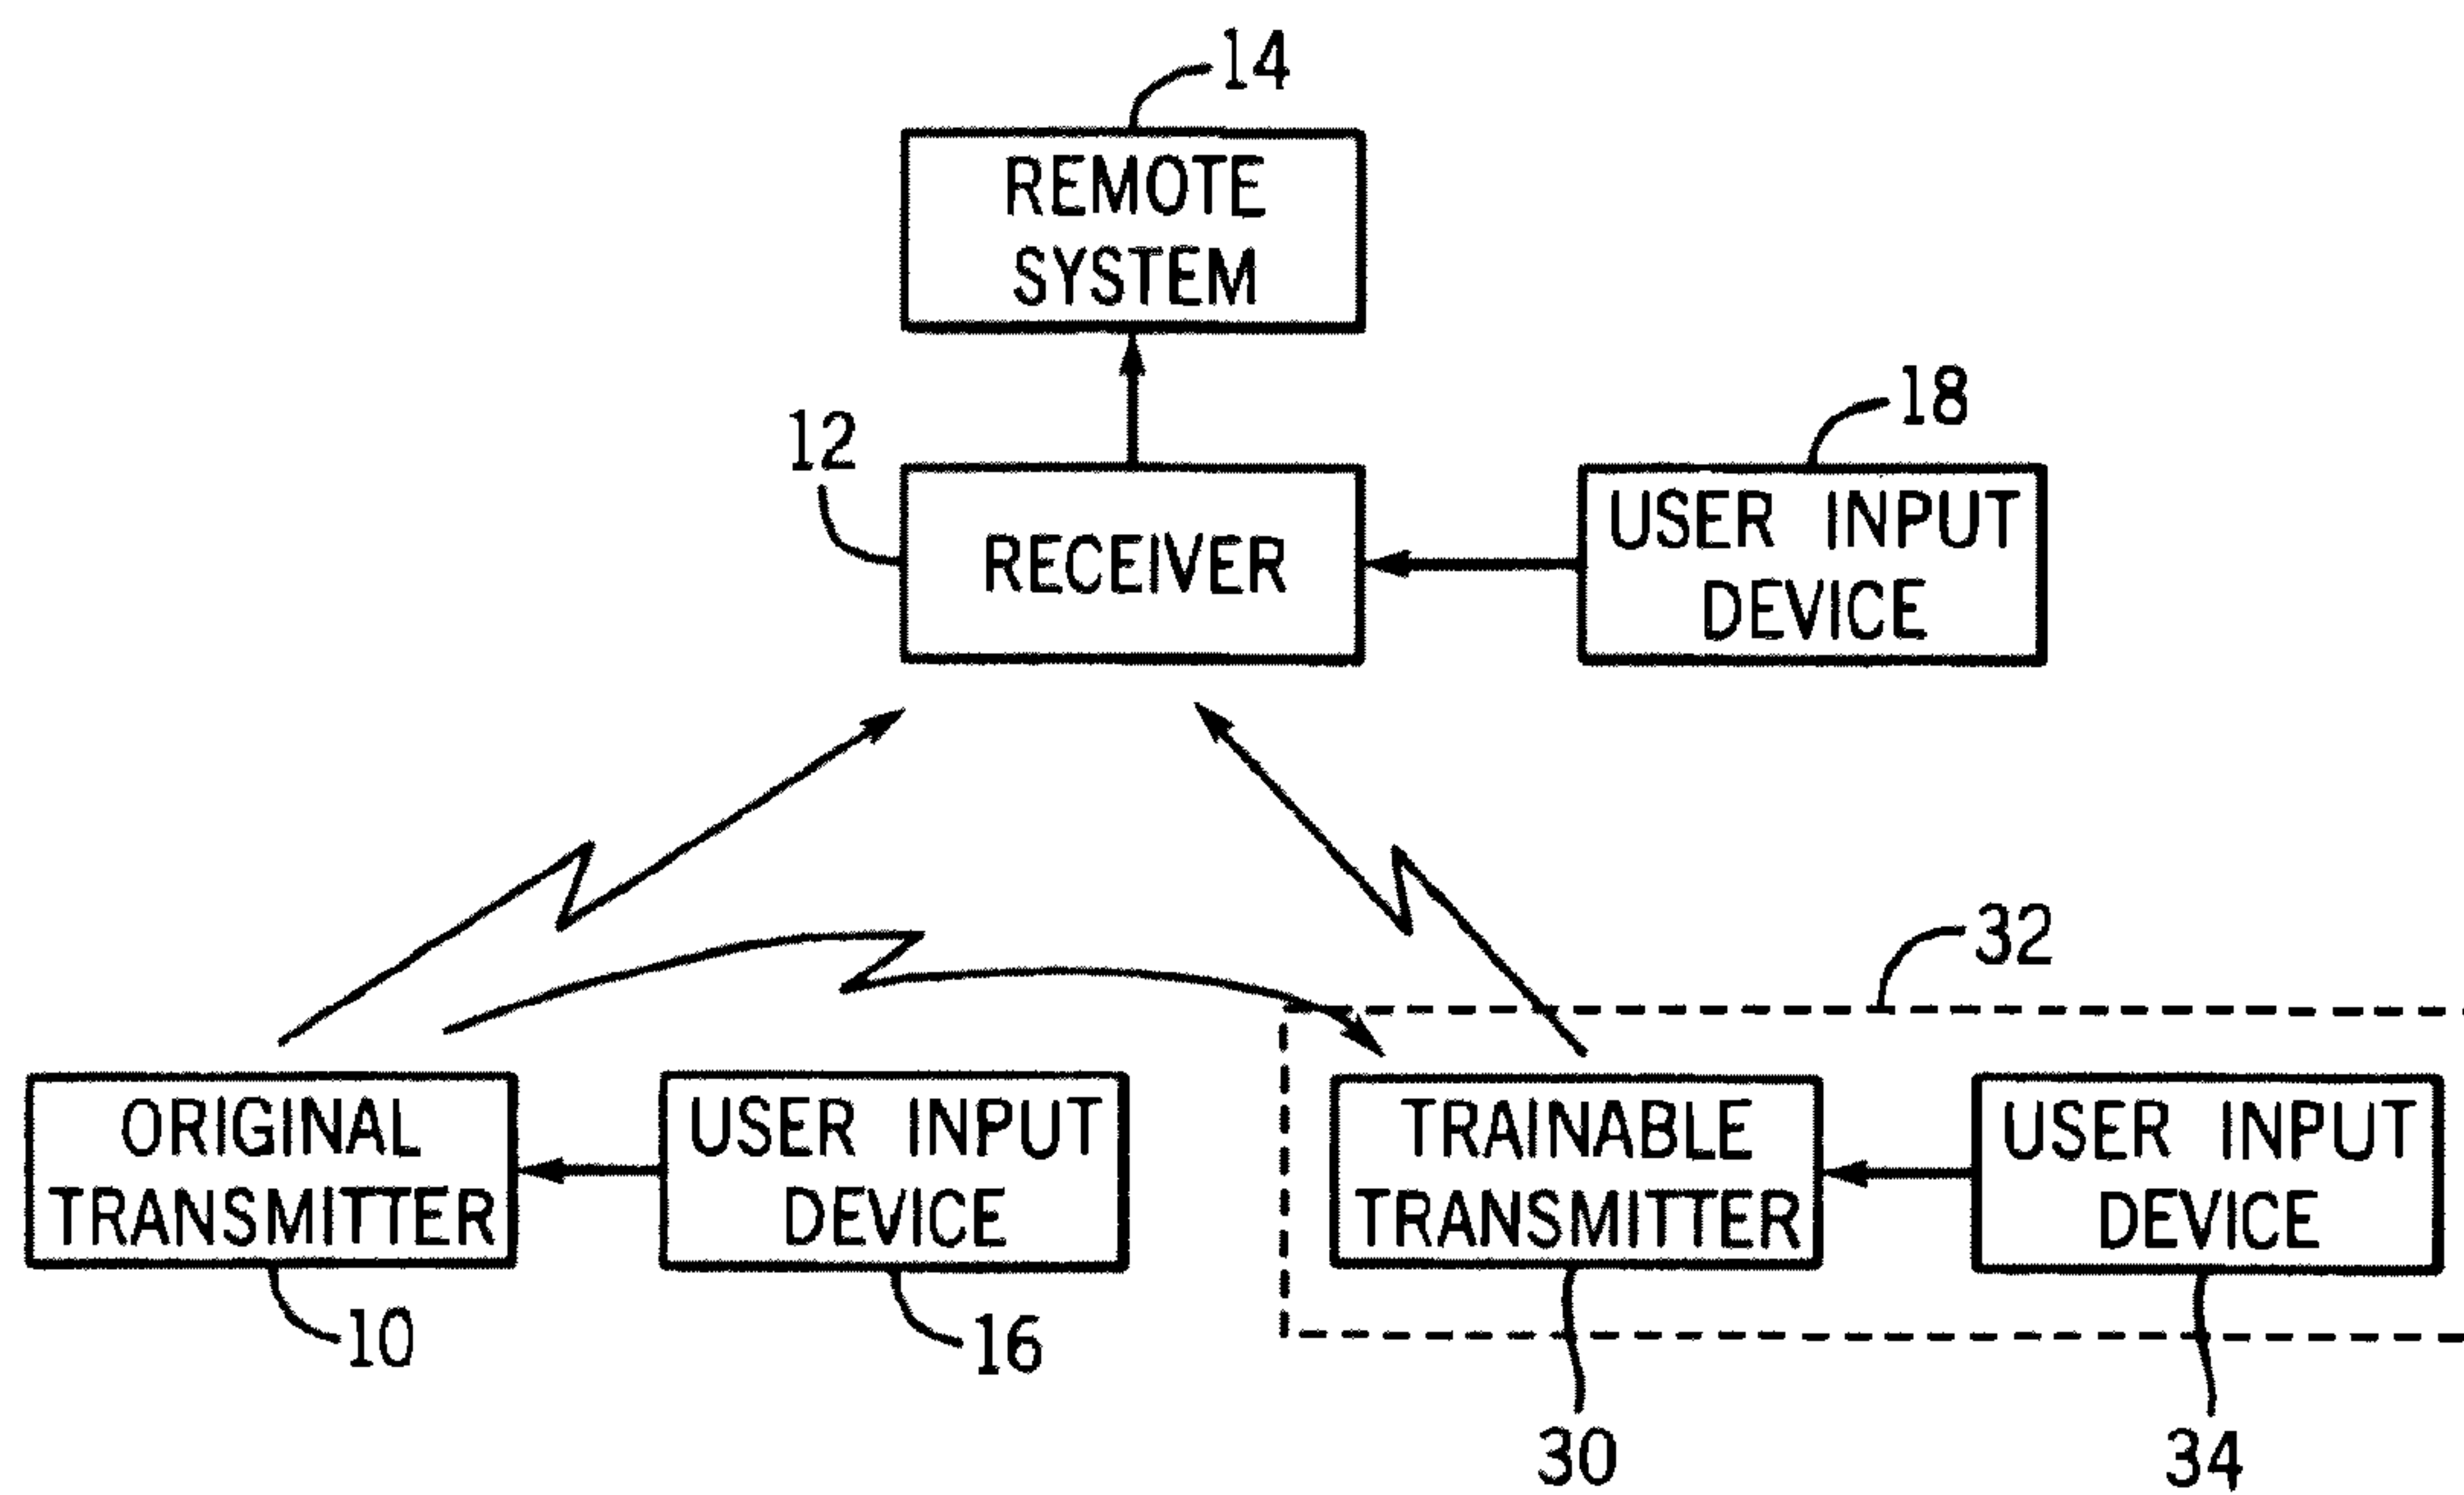 14
REMOTE
SYSTEM
12
18
RECEIVER
USER INPUT
DEVICE
32
ORIGINAL
TRANSMITTER
USER INPUT
DEVICE
TRAINABLE
TRANSMITTER
USER INPUT
DEVICE
10
16
30
34